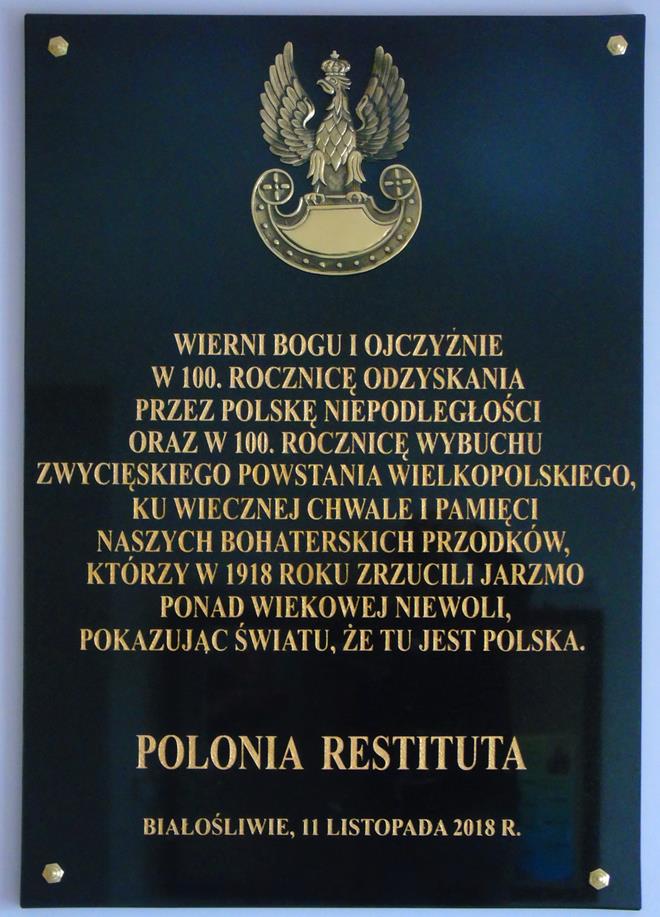 WIERNI BOGU I OJCZYŹNIE
W 100. ROCZNICĘ ODZYSKANIA
PRZEZ POLSKĘ NIEPODLEGŁOŚCI
ORAZ W 100. ROCZNICĘ WYBUCHU
ZWYCIĘSKIEGO POWSTANIA WIELKOPOLSKIEGO,
KU WIECZNEJ CHWALE I PAMIĘCI
NASZYCH BOHATERSKICH PRZODKÓW,
KTÓRZY W 1918 ROKU ZRZUCILI JARZMO
PONAD WIEKOWEJ NIEWOLI,
POKAZUJĄC ŚWIATU, ŻE TU JEST POLSKA.
POLONIA RESTITUTA
BIAŁOŚLIWIE, 11 LISTOPADA 2018 R.